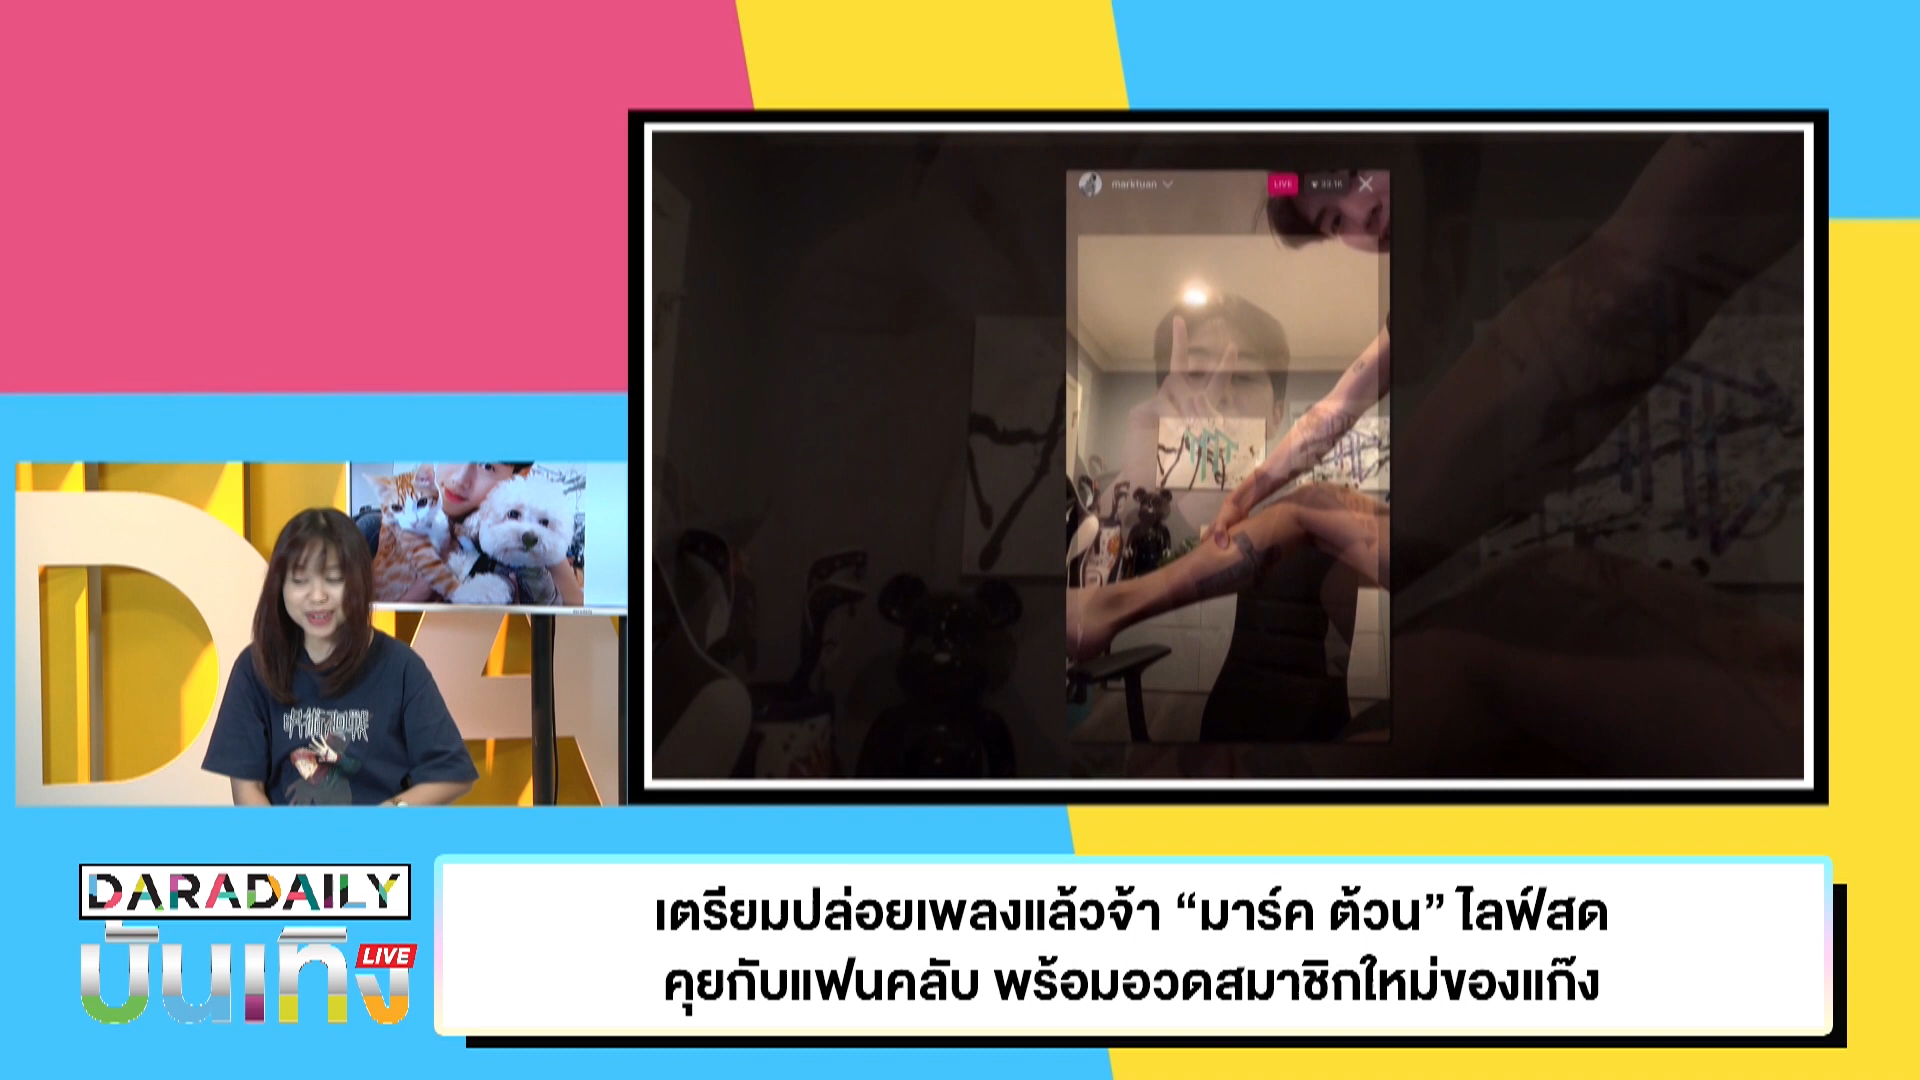 marktuan
LIVE
33.1K
DARADAILY
บันเทิง
LIVE
เตรียมปล่อยเพลงแล้วจ้า “มาร์ค ต้วน” ไลฟ์สด
คุยกับแฟนคลับ พร้อมอวดสมาชิกใหม่ของแก๊ง